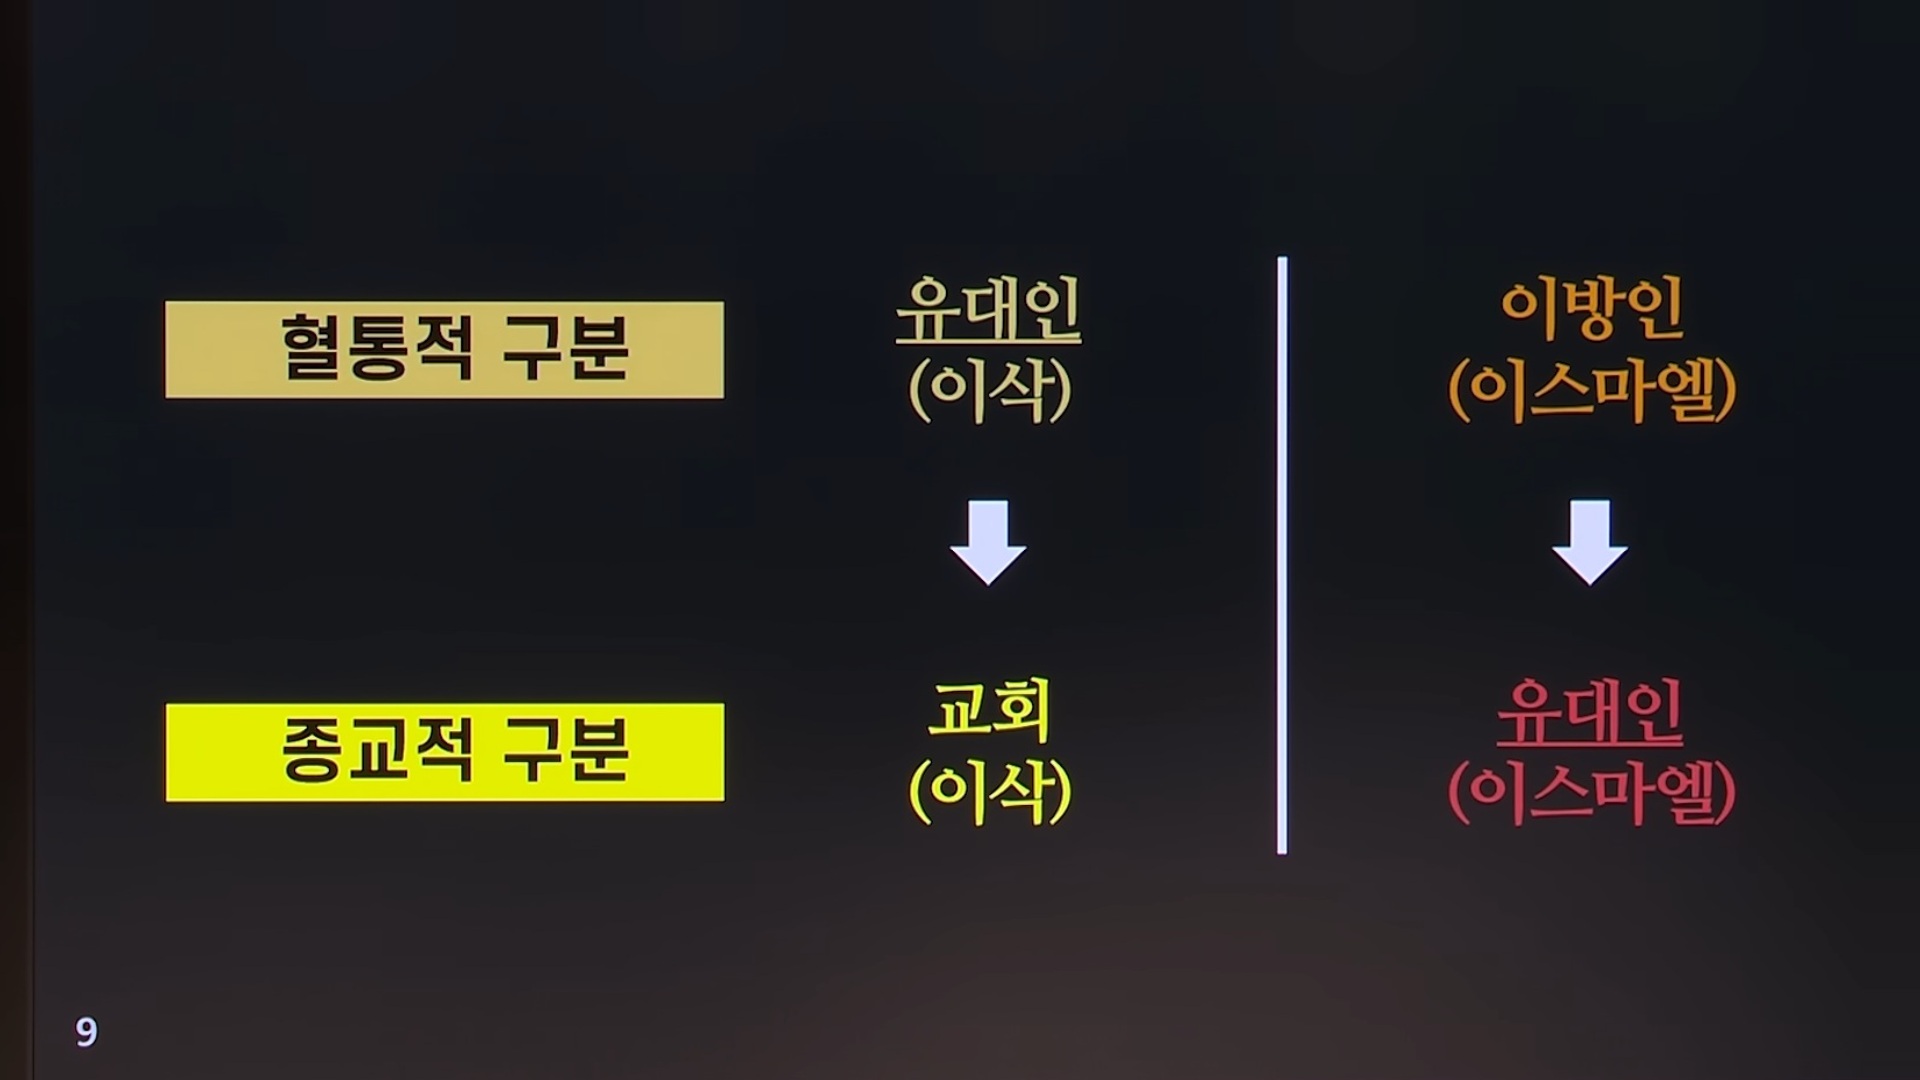 혈통적 구분
유대인
(이삭)
이방인
(이스마엘)
종교적 구분
교회
(이삭)
유대인
(이스마엘)
9